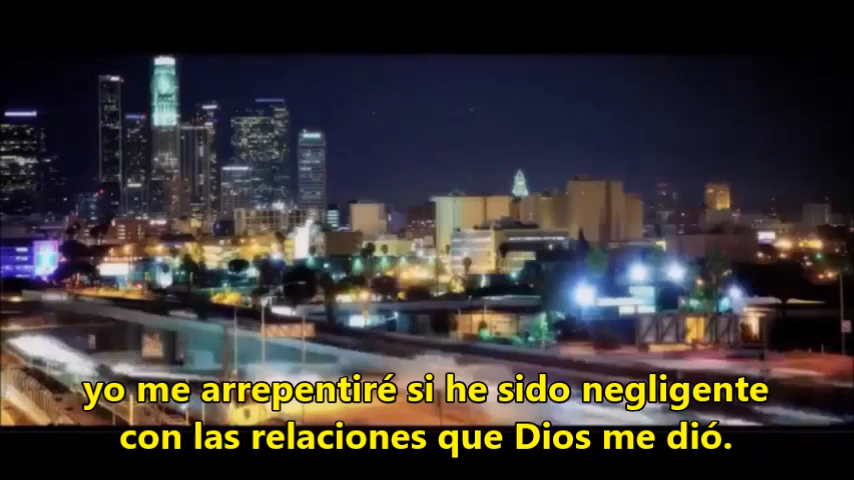 yo me arrepentiré si he sido negligente
con las relaciones que Dios me dió.